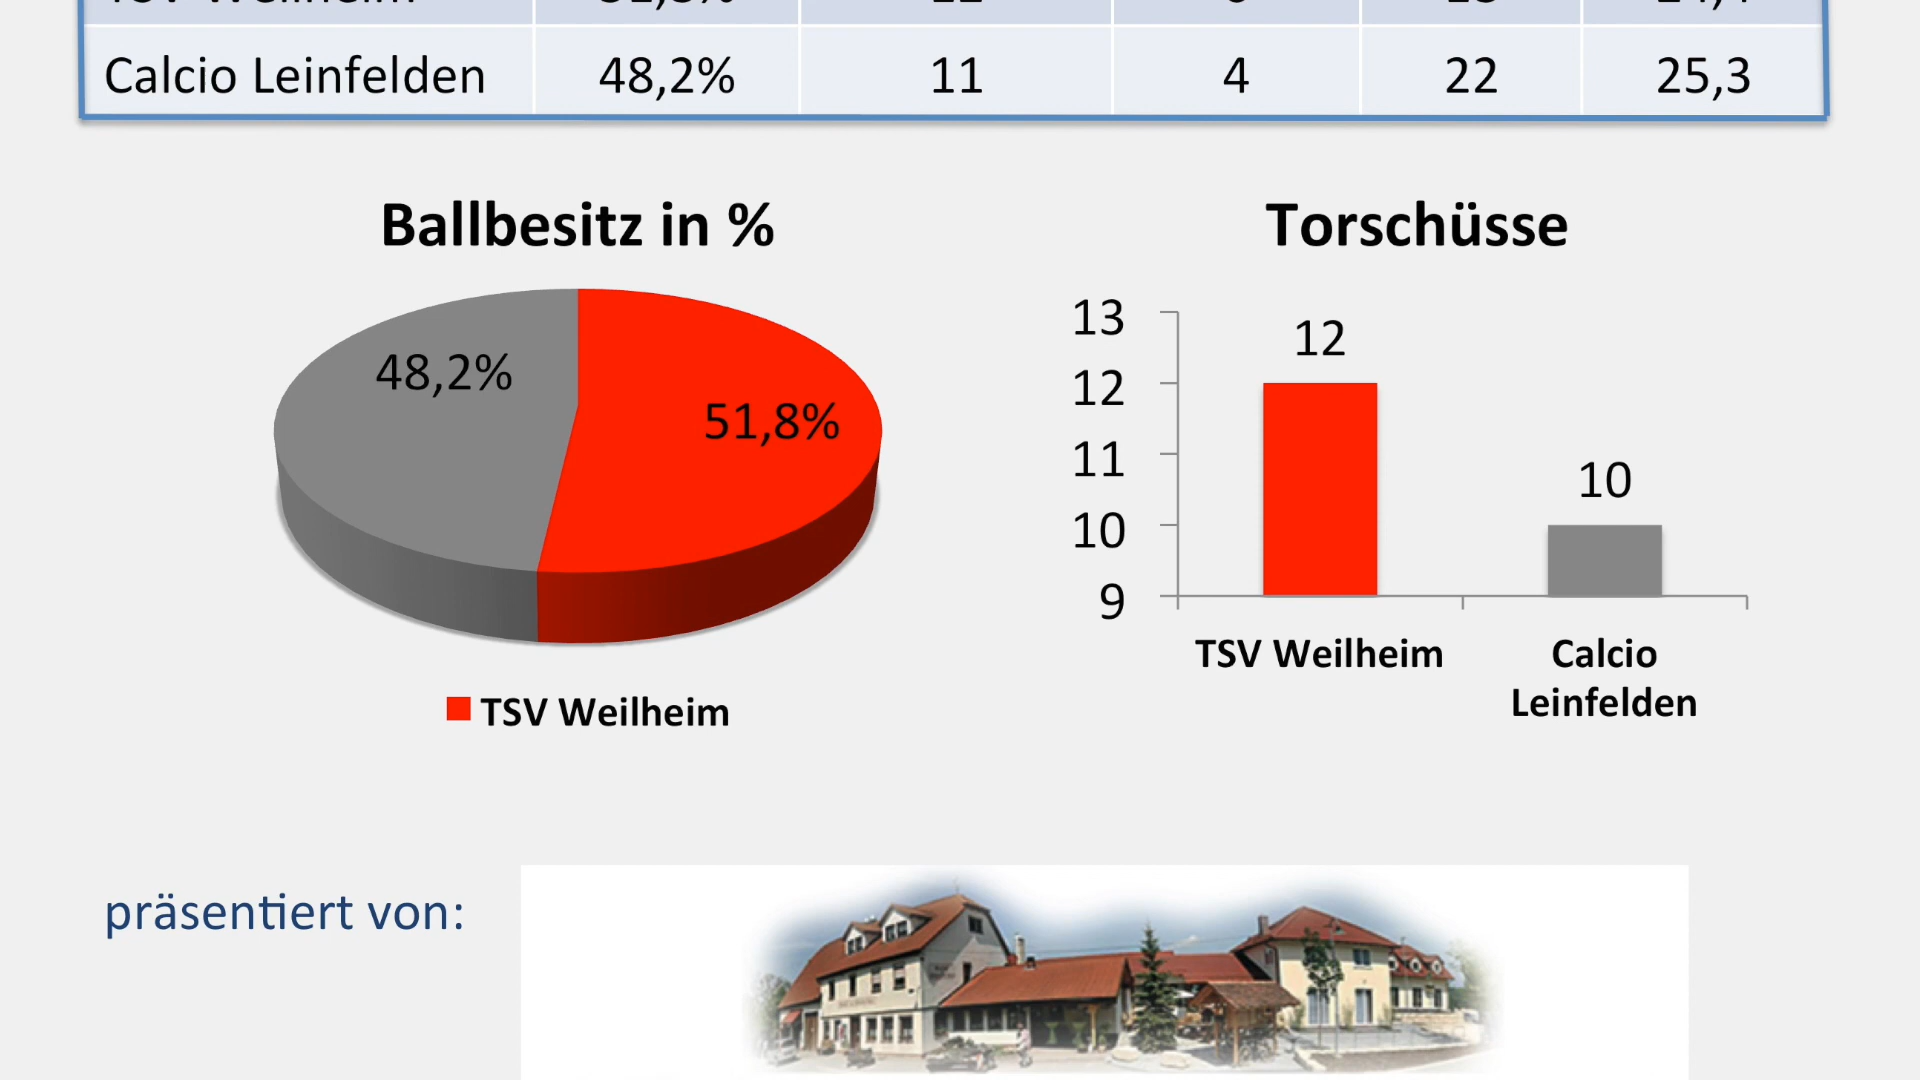 Calcio Leinfelden 48,2% 11 4 22 25,3
Ballbesitz in %
48,2%
51,8%
TSV Weilheim
Torschüsse
13
12
11
10
9
12
10
TSV Weilheim
Calcio
Leinfelden
präsentiert von: